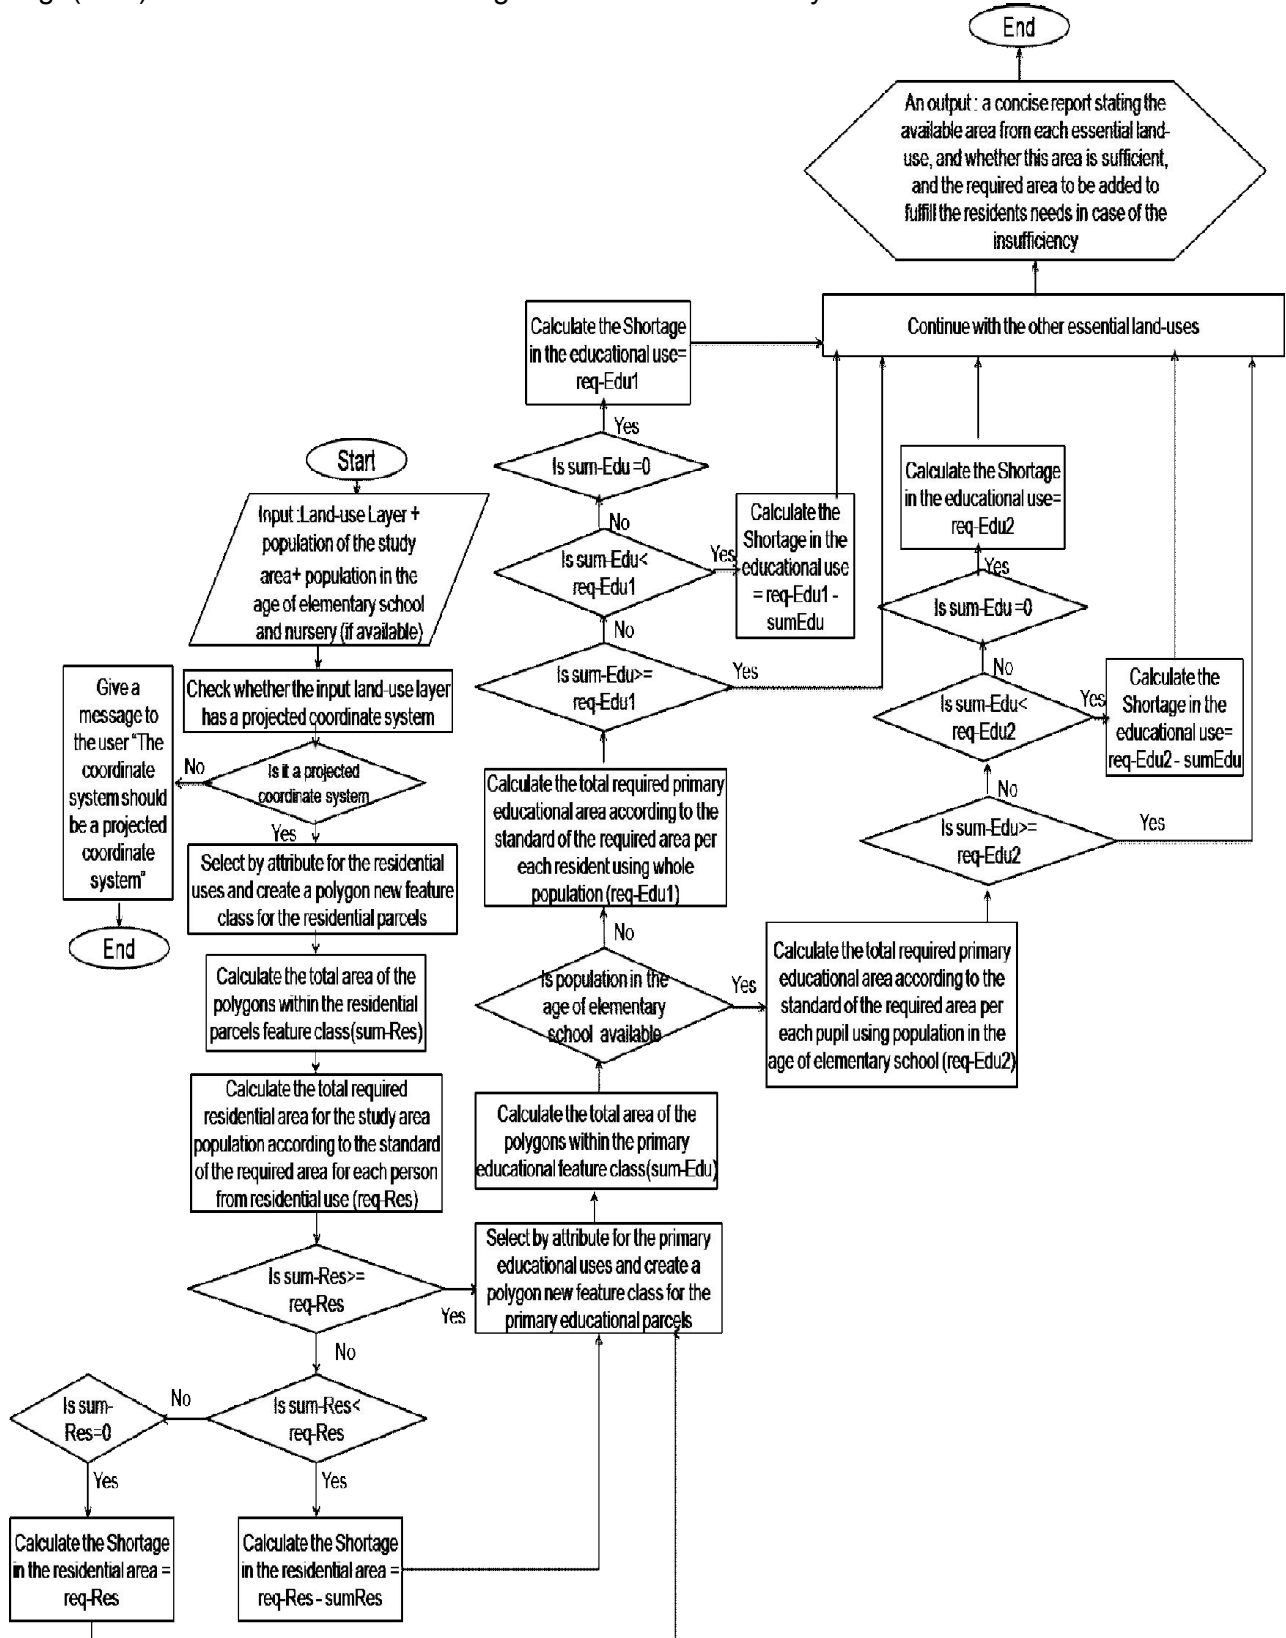 End
An output : a concise report stating the
available area from each essential land-
use, and whether this area is sufficient,
and the required area to be added to
fulfill the residents needs in case of the
insufficiency
Continue with the other essential land-uses
Calculate the Shortage
in the educational use=
req-Edu1
Yes
Is sum-Edu =0
No
Is sum-Edu<
req-Edu1
Yes
Calculate the
Shortage in the
educational use
= req-Edu1 -
sumEdu
No
Is sum-Edu>=
req-Edu1
Yes
Calculate the Shortage
in the educational use=
req-Edu2
Yes
Is sum-Edu =0
No
Is sum-Edu<
req-Edu2
Yes
Calculate the
Shortage in the
educational use=
req-Edu2 - sumEdu
No
Is sum-Edu>=
req-Edu2
Yes
Start
Input :Land-use Layer +
population of the study
area+ population in the
age of elementary school
and nursery (if available)
Check whether the input land-use layer
has a projected coordinate system
Is it a projected
coordinate system
No
Give a
message to
the user "The
coordinate
system should
be a projected
coordinate
system"
End
Yes
Select by attribute for the residential
uses and create a polygon new feature
class for the residential parcels
Calculate the total area of the
polygons within the residential
parcels feature class(sum-Res)
Calculate the total required
residential area for the study area
population according to the standard
of the required area for each person
from residential use (req-Res)
Is sum-Res>=
req-Res
Yes
No
Is sum-Res<
req-Res
No
Is sum-
Res=0
Yes
Yes
Calculate the Shortage
in the residential area =
req-Res
Calculate the Shortage
in the residential area =
req-Res - sumRes
Calculate the total required primary
educational area according to the
standard of the required area per
each resident using whole
population (req-Edu1)
No
Is population in the
age of elementary
school available
Yes
Calculate the total required primary
educational area according to the
standard of the required area per
each pupil using population in the
age of elementary school (req-Edu2)
Calculate the total area of the
polygons within the primary
educational feature class(sum-Edu)
Select by attribute for the primary
educational uses and create a
polygon new feature class for the
primary educational parcels